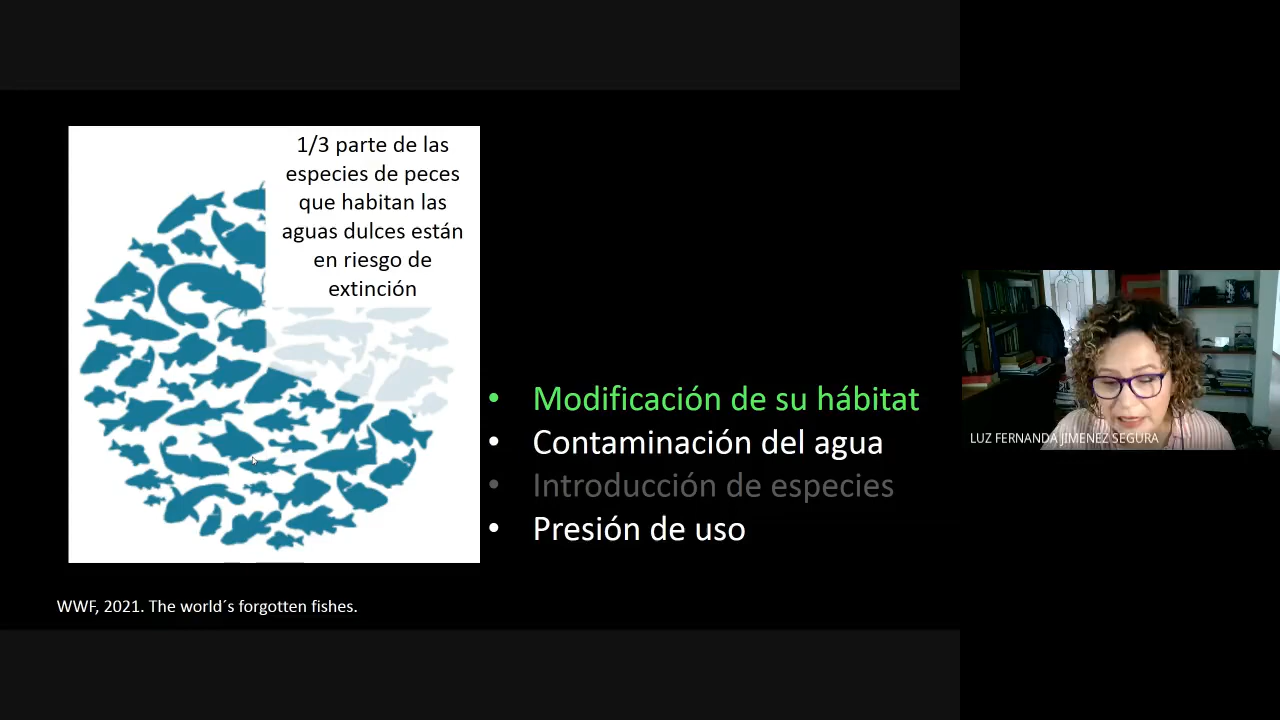 1/3 parte de las
especies de peces
que habitan las
aguas dulces están
en riesgo de
extinción
• Modificación de su hábitat
• Contaminación del agua
• Introducción de especies
• Presión de uso
WWF, 2021. The world´s forgotten fishes.
LUZ FERNANDA JIMENEZ SEGURA